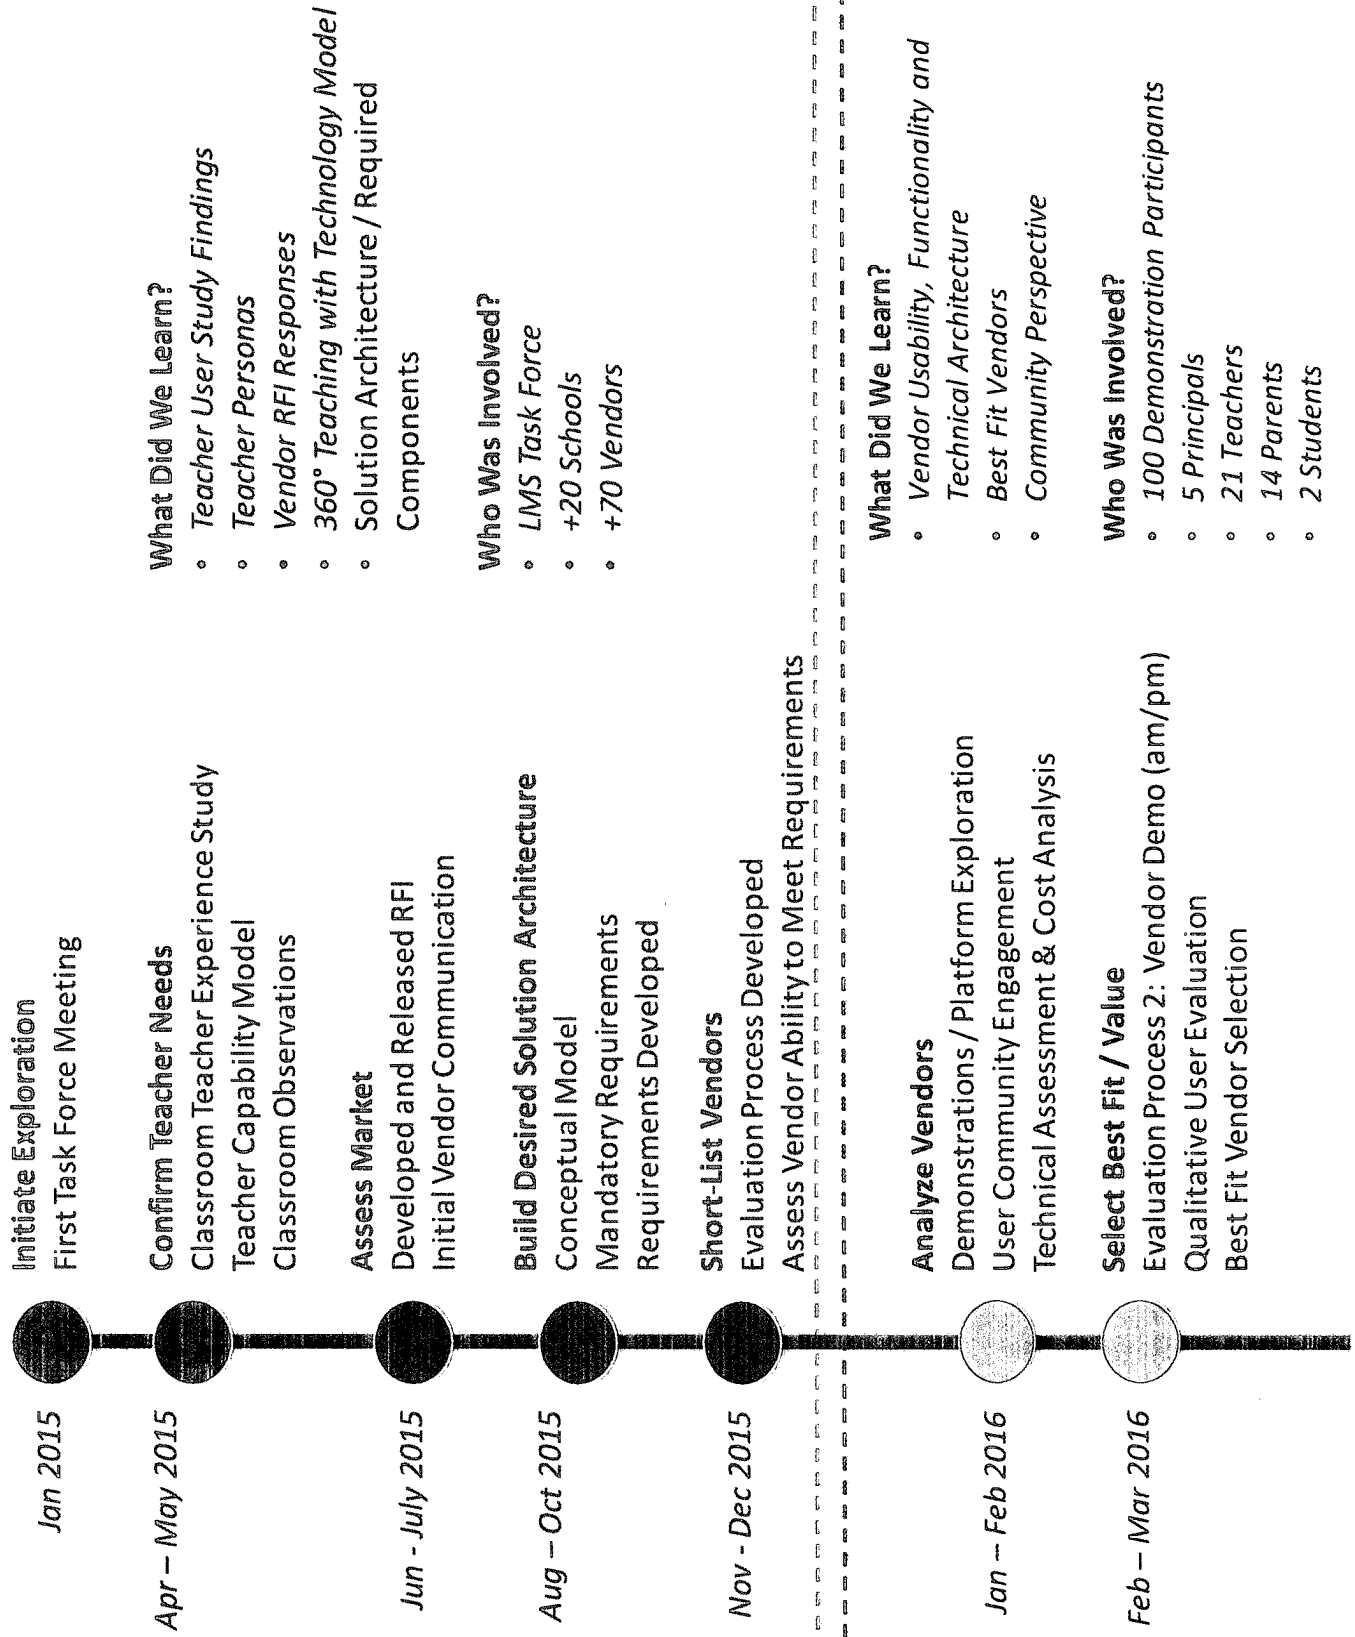 Jan 2015
Initiate Exploration
First Task Force Meeting
Apr – May 2015
Confirm Teacher Needs
Classroom Teacher Experience Study
Teacher Capability Model
Classroom Observations
Jun - July 2015
Assess Market
Developed and Released RFI
Initial Vendor Communication
Aug – Oct 2015
Build Desired Solution Architecture
Conceptual Model
Mandatory Requirements
Requirements Developed
Nov - Dec 2015
Short-List Vendors
Evaluation Process Developed
Assess Vendor Ability to Meet Requirements
What Did We Learn?
• Teacher User Study Findings
• Teacher Personas
• Vendor RFI Responses
• 360° Teaching with Technology Model
• Solution Architecture / Required
Components
Who Was Involved?
• LMS Task Force
• +20 Schools
• +70 Vendors
Jan – Feb 2016
Analyze Vendors
Demonstrations / Platform Exploration
User Community Engagement
Technical Assessment & Cost Analysis
Feb – Mar 2016
Select Best Fit / Value
Evaluation Process 2: Vendor Demo (am/pm)
Qualitative User Evaluation
Best Fit Vendor Selection
What Did We Learn?
• Vendor Usability, Functionality and
Technical Architecture
• Best Fit Vendors
• Community Perspective
Who Was Involved?
• 100 Demonstration Participants
• 5 Principals
• 21 Teachers
• 14 Parents
• 2 Students